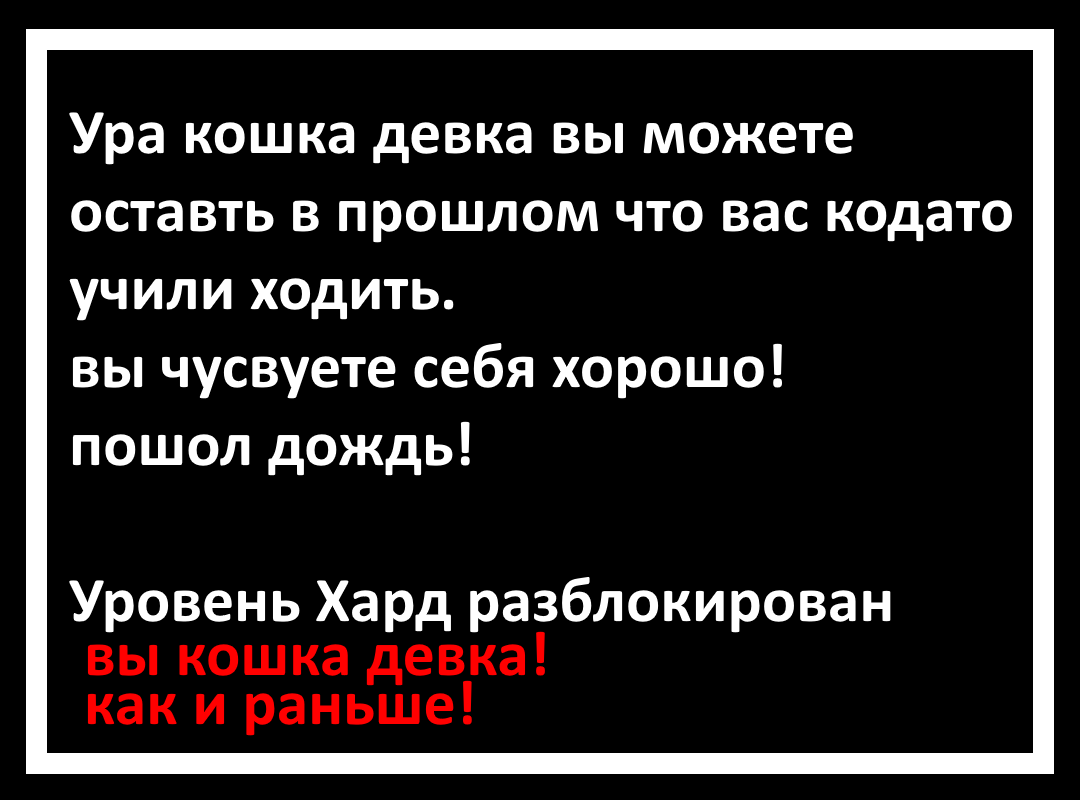 Ура кошка девка вы можете
оставть в прошлом что вас кодато
учили ходить.
вы чусвуете себя хорошо!
пошол дождь!
Уровень Хард разблокирован
вы кошка девка!
как и раньше!